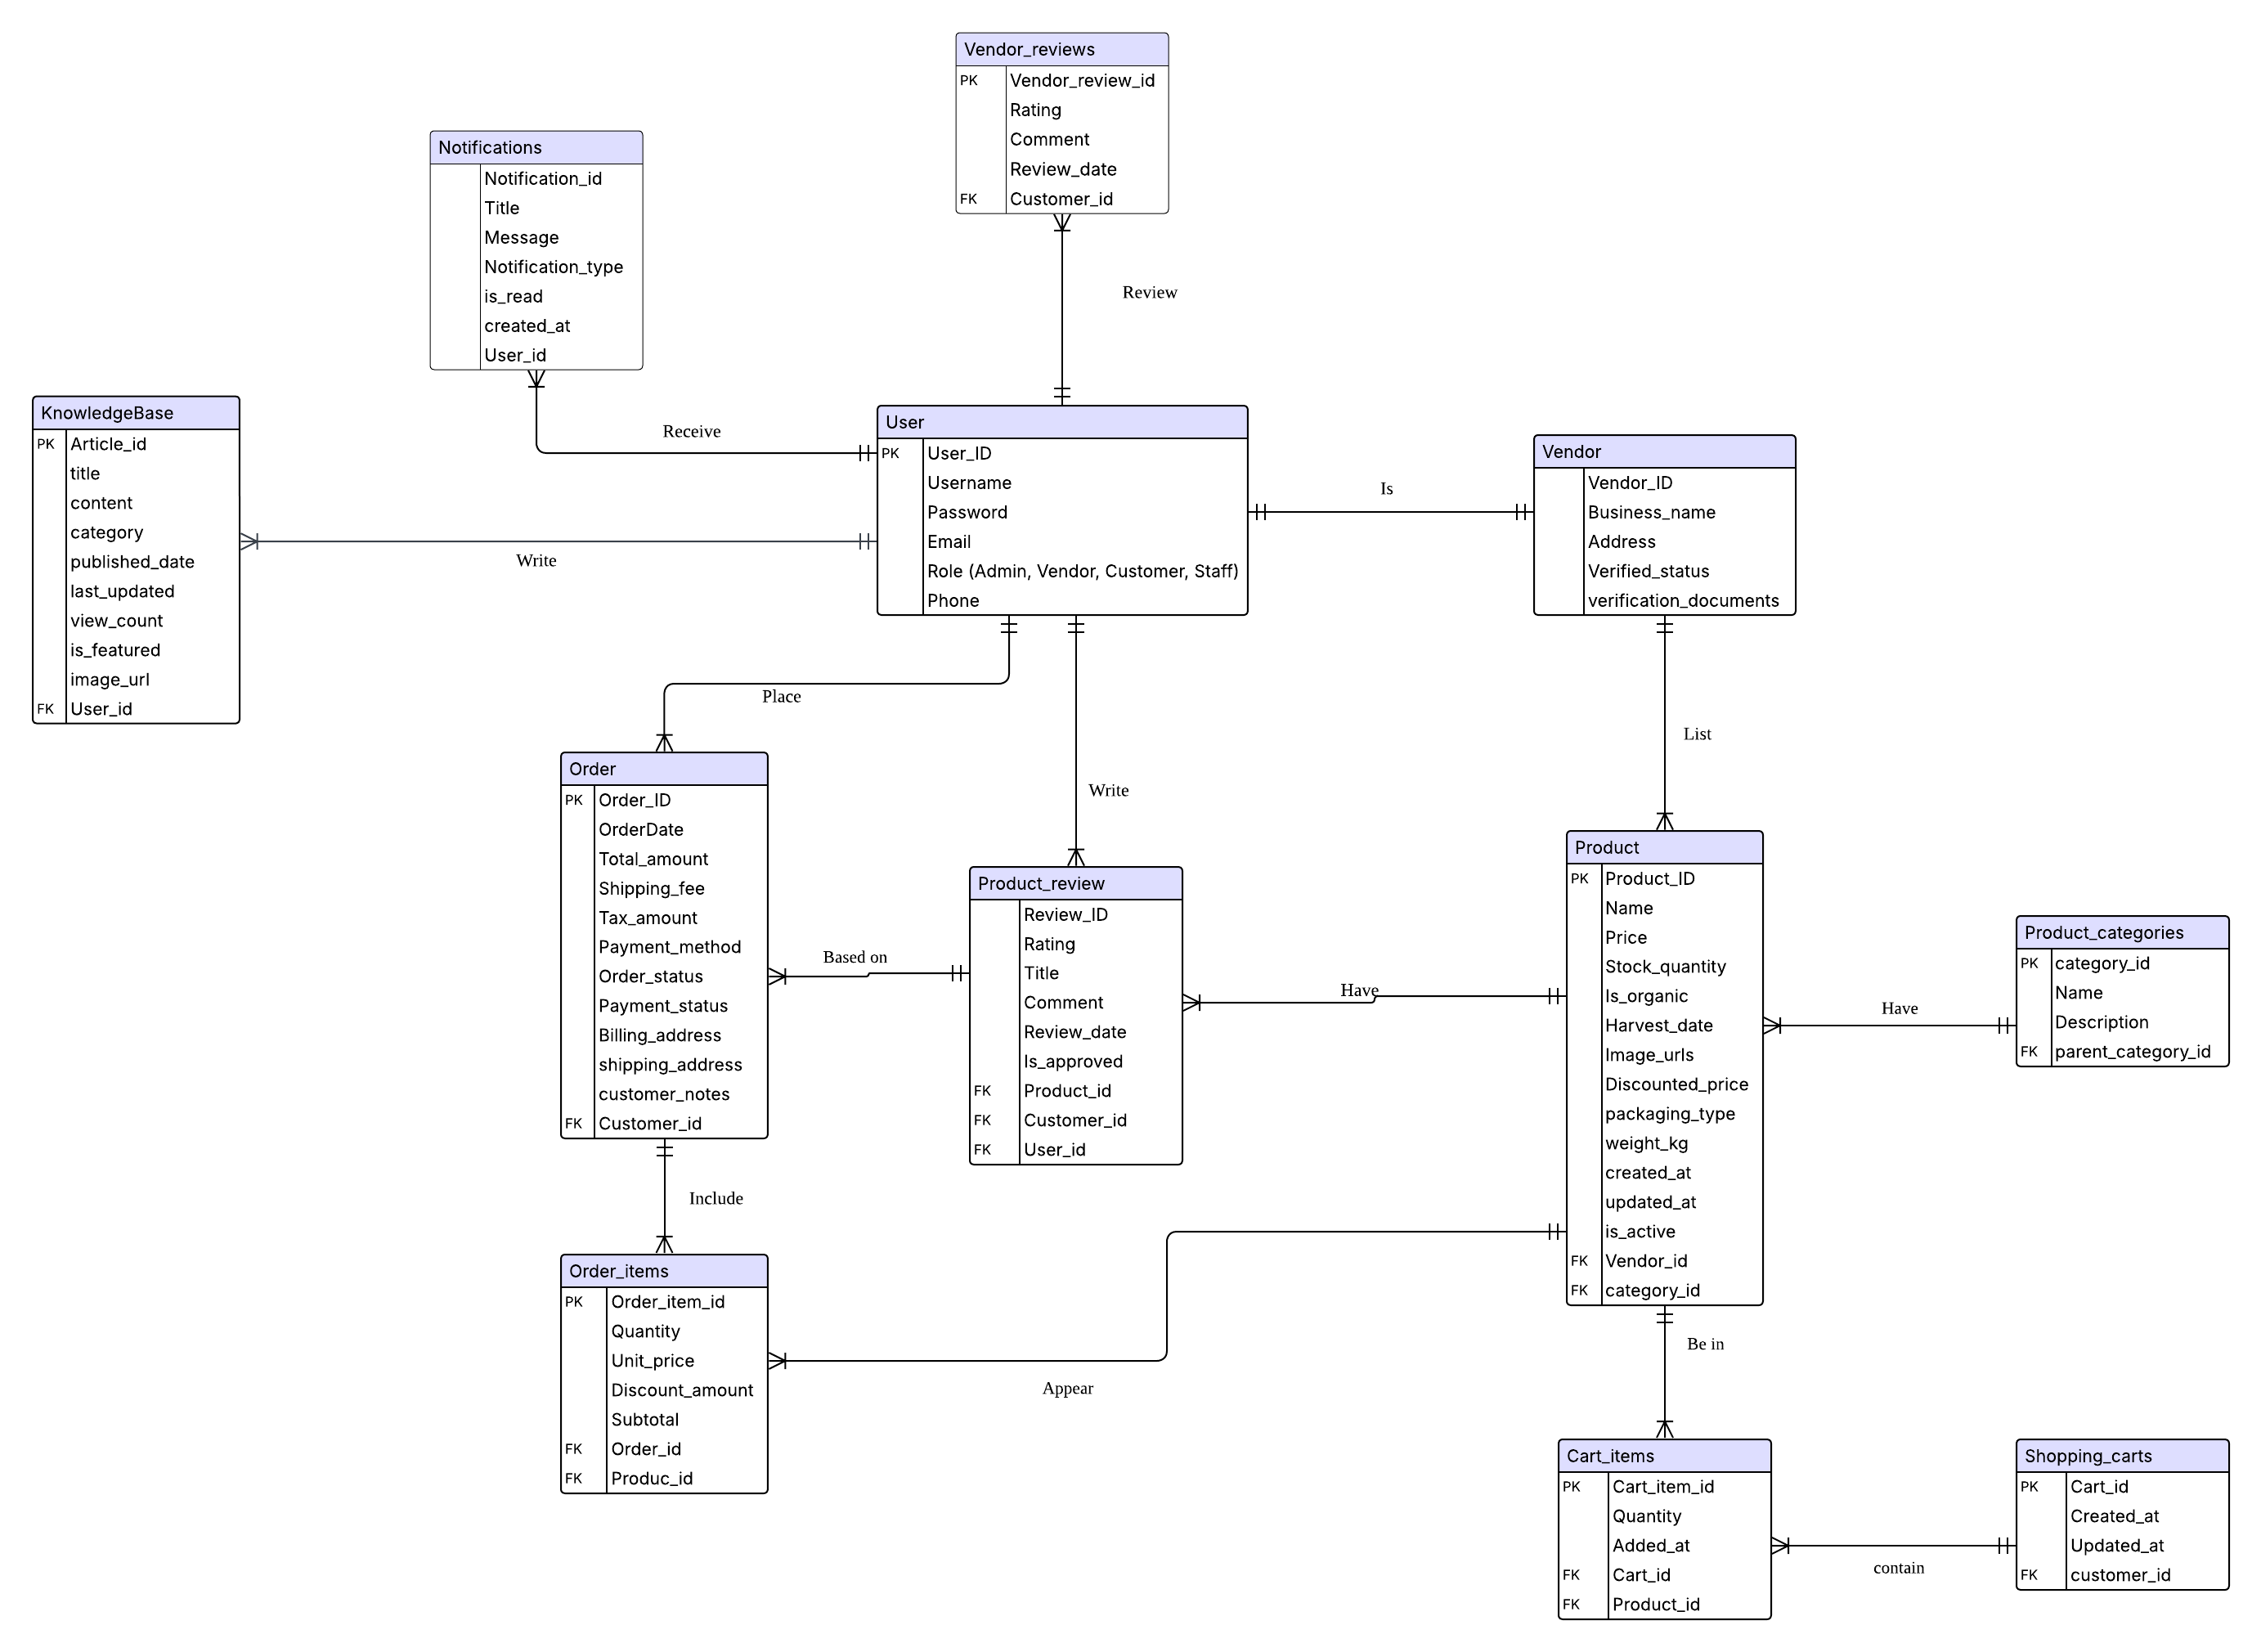 Vendor_reviews
PK Vendor_review_id
Rating
Comment
Review_date
FK Customer_id
Notifications
Notification_id
Title
Message
Notification_type
is_read
created_at
User_id
Review
KnowledgeBase
PK Article_id
title
content
category
published_date
last_updated
view_count
is_featured
image_url
FK User_id
Receive
Write
User
PK User_ID
Username
Password
Email
Role (Admin, Vendor, Customer, Staff)
Phone
Is
Vendor
Vendor_ID
Business_name
Address
Verified_status
verification_documents
Place
Write
List
Order
PK Order_ID
OrderDate
Total_amount
Shipping_fee
Tax_amount
Payment_method
Order_status
Payment_status
Billing_address
shipping_address
customer_notes
FK Customer_id
Based on
Product_review
Review_ID
Rating
Title
Comment
Review_date
Is_approved
FK Product_id
FK Customer_id
FK User_id
Have
Product
PK Product_ID
Name
Price
Stock_quantity
Is_organic
Harvest_date
Image_urls
Discounted_price
packaging_type
weight_kg
created_at
updated_at
is_active
FK Vendor_id
FK category_id
Have
Product_categories
PK category_id
Name
Description
FK parent_category_id
Include
Order_items
PK Order_item_id
Quantity
Unit_price
Discount_amount
Subtotal
FK Order_id
FK Produc_id
Appear
Be in
Cart_items
PK Cart_item_id
Quantity
Added_at
FK Cart_id
FK Product_id
contain
Shopping_carts
PK Cart_id
Created_at
Updated_at
FK customer_id